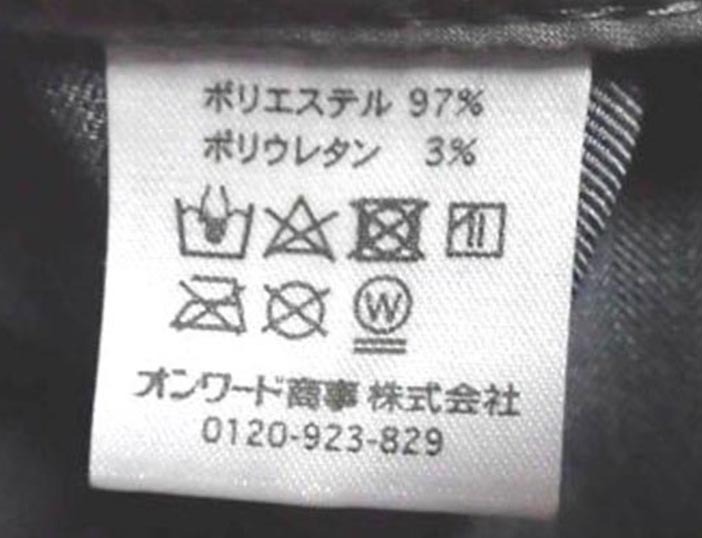 ポリエステル 97%
ポリウレタン 3%
W
オンワード商事 株式会社
0120-923-829